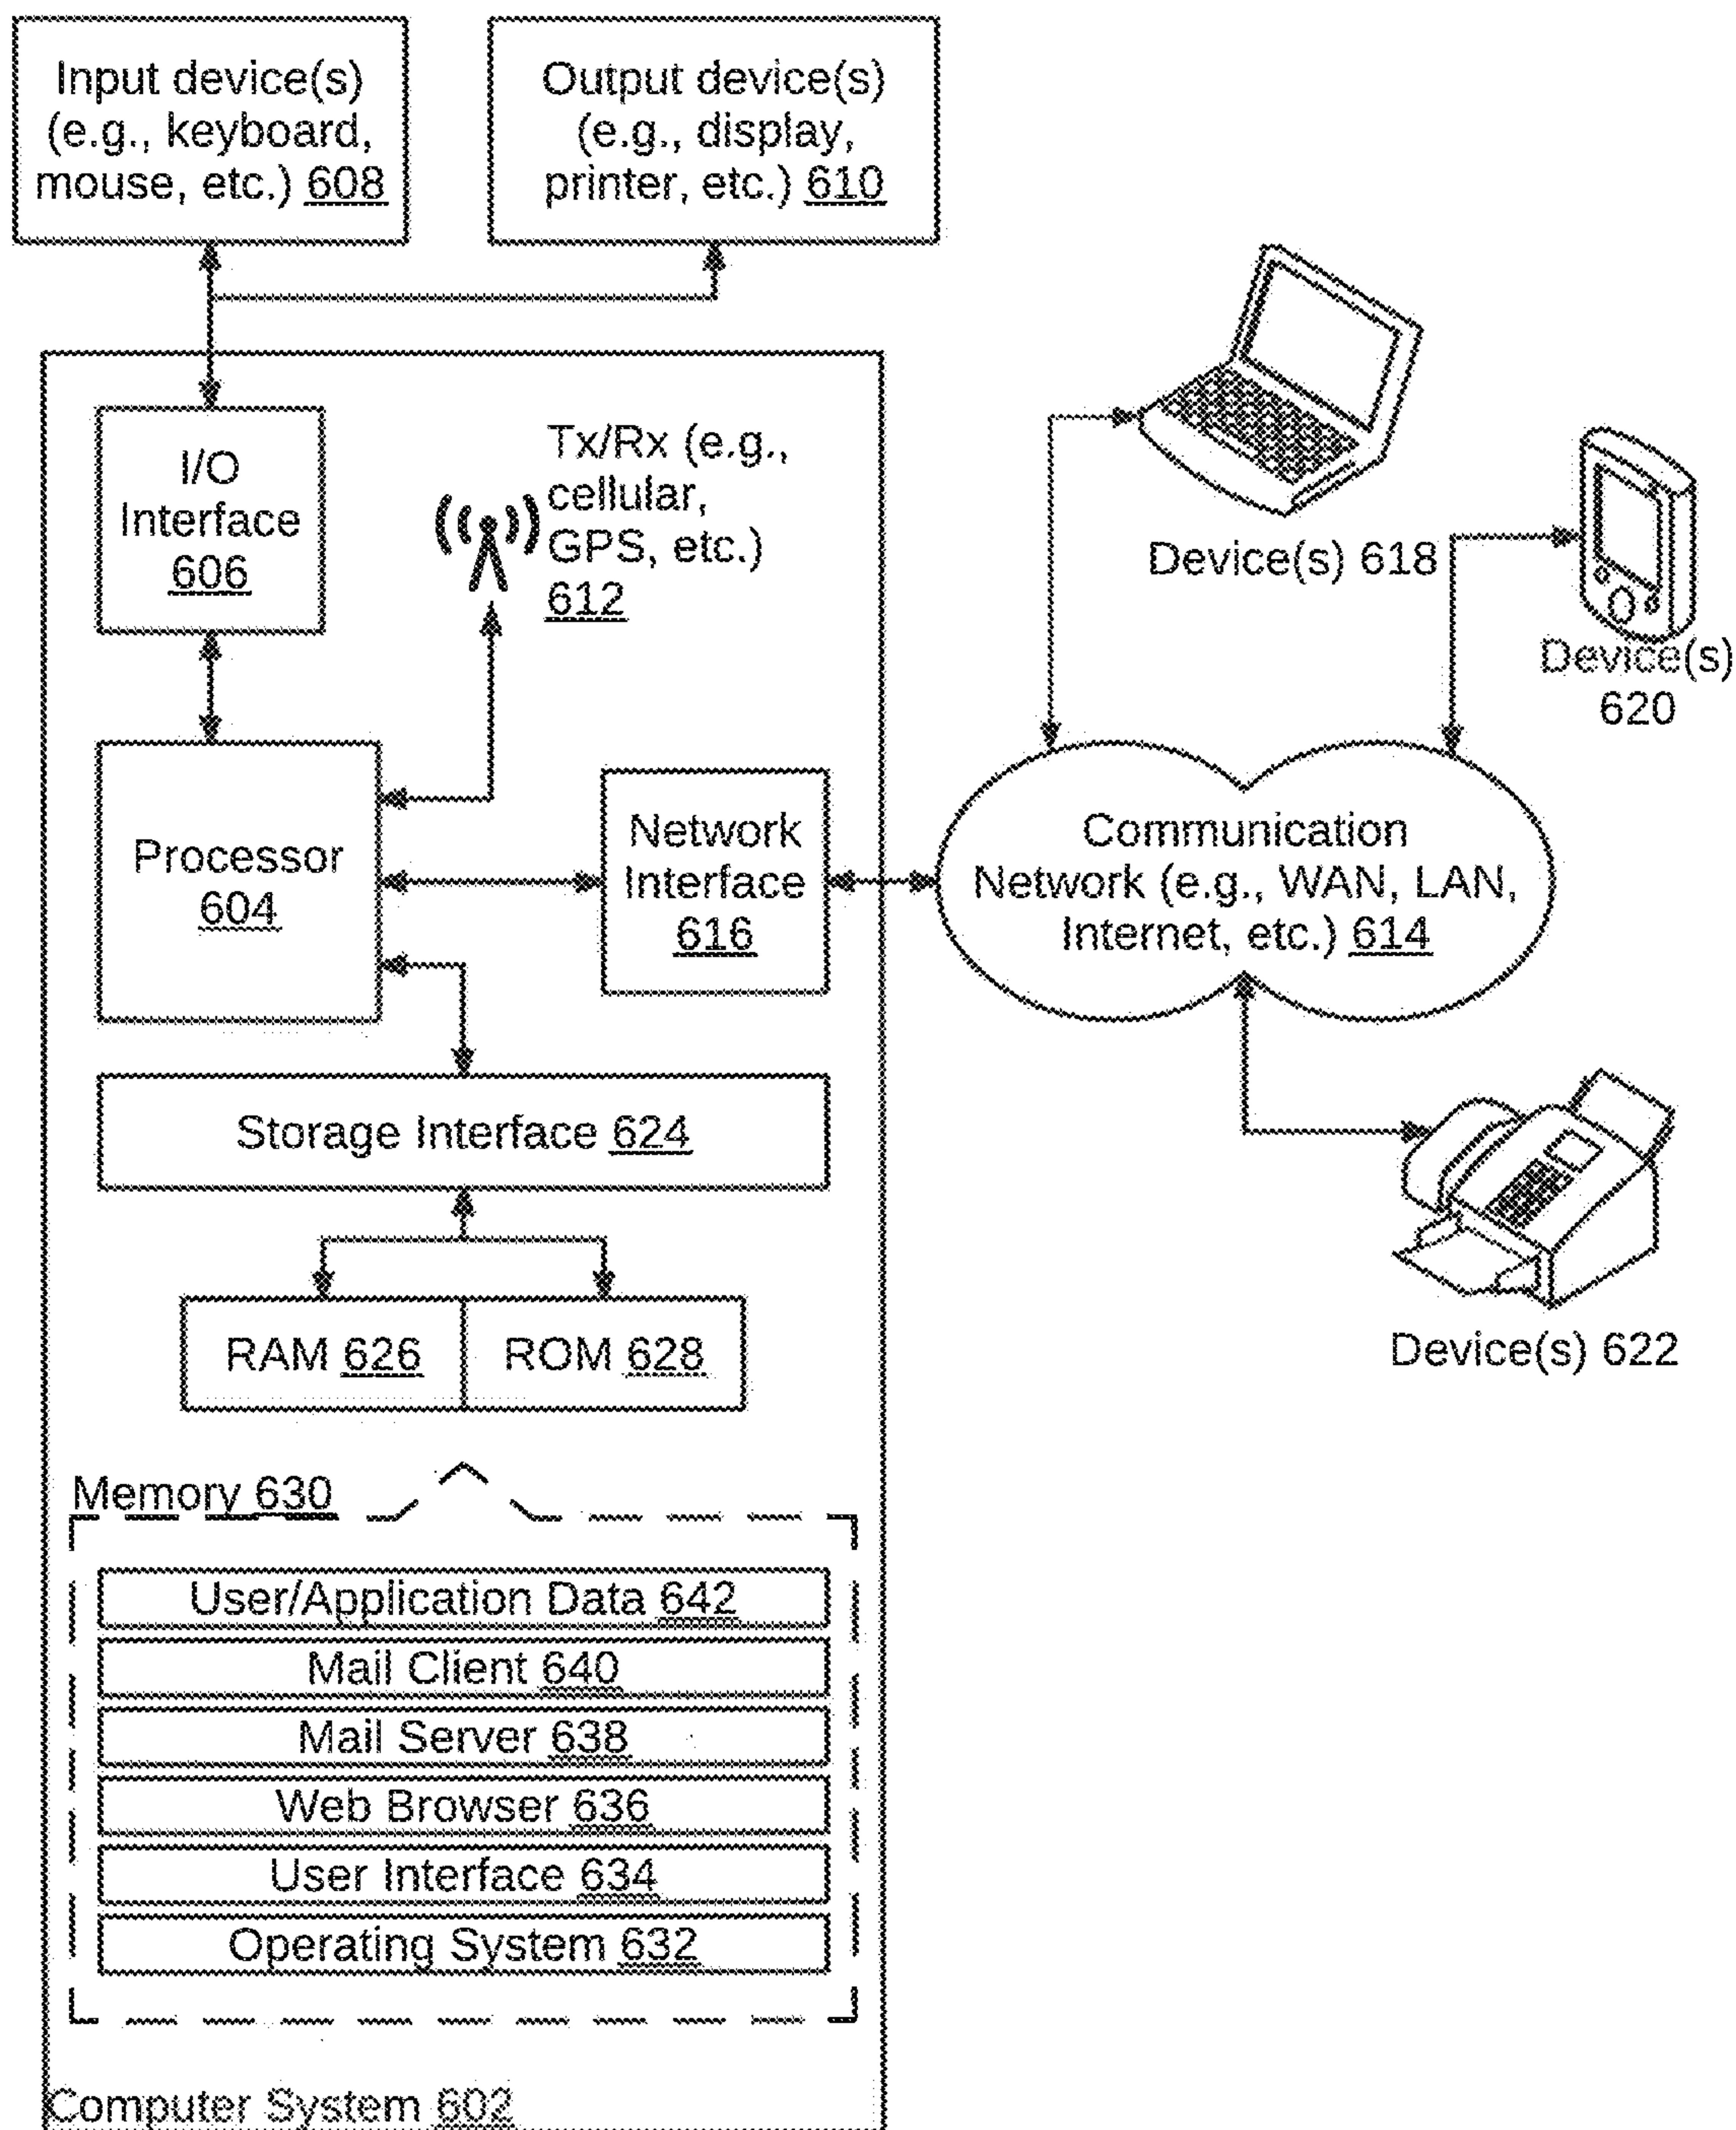 Input device(s)
(e.g., keyboard,
mouse, etc.) 608
Output device(s)
(e.g., display,
printer, etc.) 610
I/O
Interface
606
Tx/Rx (e.g.,
cellular,
GPS, etc.)
612
Device(s) 618
Device(s)
620
Processor
604
Network
Interface
616
Communication
Network (e.g., WAN, LAN,
Internet, etc.) 614
Storage Interface 624
RAM 626
ROM 628
Device(s) 622
Memory 630
User/Application Data 642
Mail Client 640
Mail Server 638
Web Browser 636
User Interface 634
Operating System 632
Computer System 602